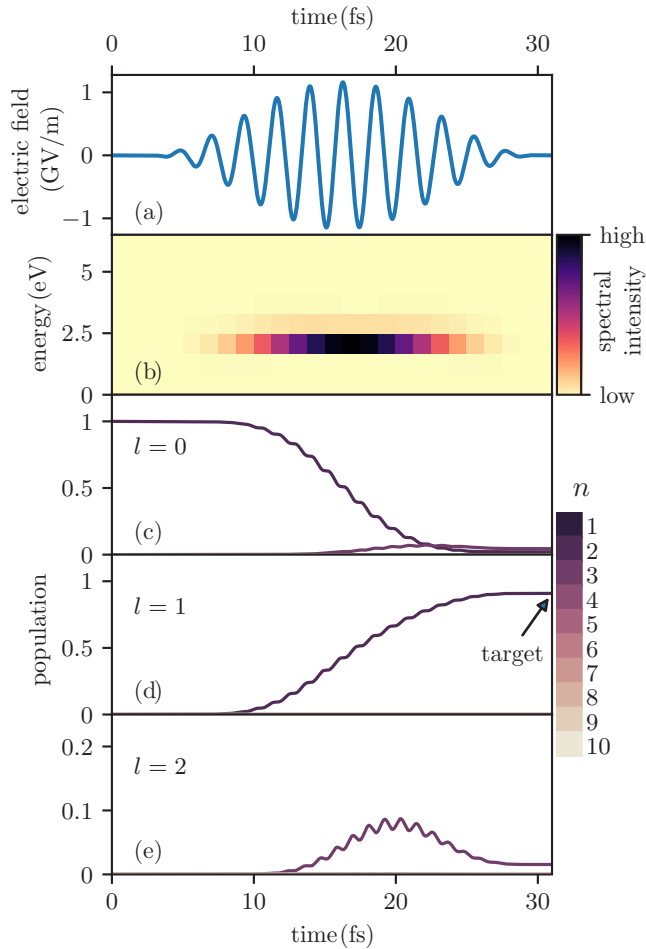 time(fs)
0 10 20 30
1
0
−1
electric field
(GV/m)
(a)
5
2.5
0
energy(eV)
(b)
high
low
spectral
intensity
1
0.5
0
l = 0
(c)
1
0.5
0
population
l = 1
target
(d)
0.2
0.1
0
l = 2
(e)
0 10 20 30
time(fs)
n
1
2
3
4
5
6
7
8
9
10